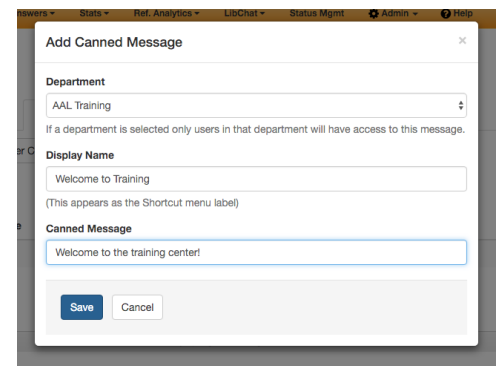 Stats Ref. Analytics LibChat Status Mgmt Admin Help
Add Canned Message ×
Department
AAL Training
If a department is selected only users in that department will have access to this message.
Display Name
Welcome to Training
(This appears as the Shortcut menu label)
Canned Message
Welcome to the training center!
Save Cancel